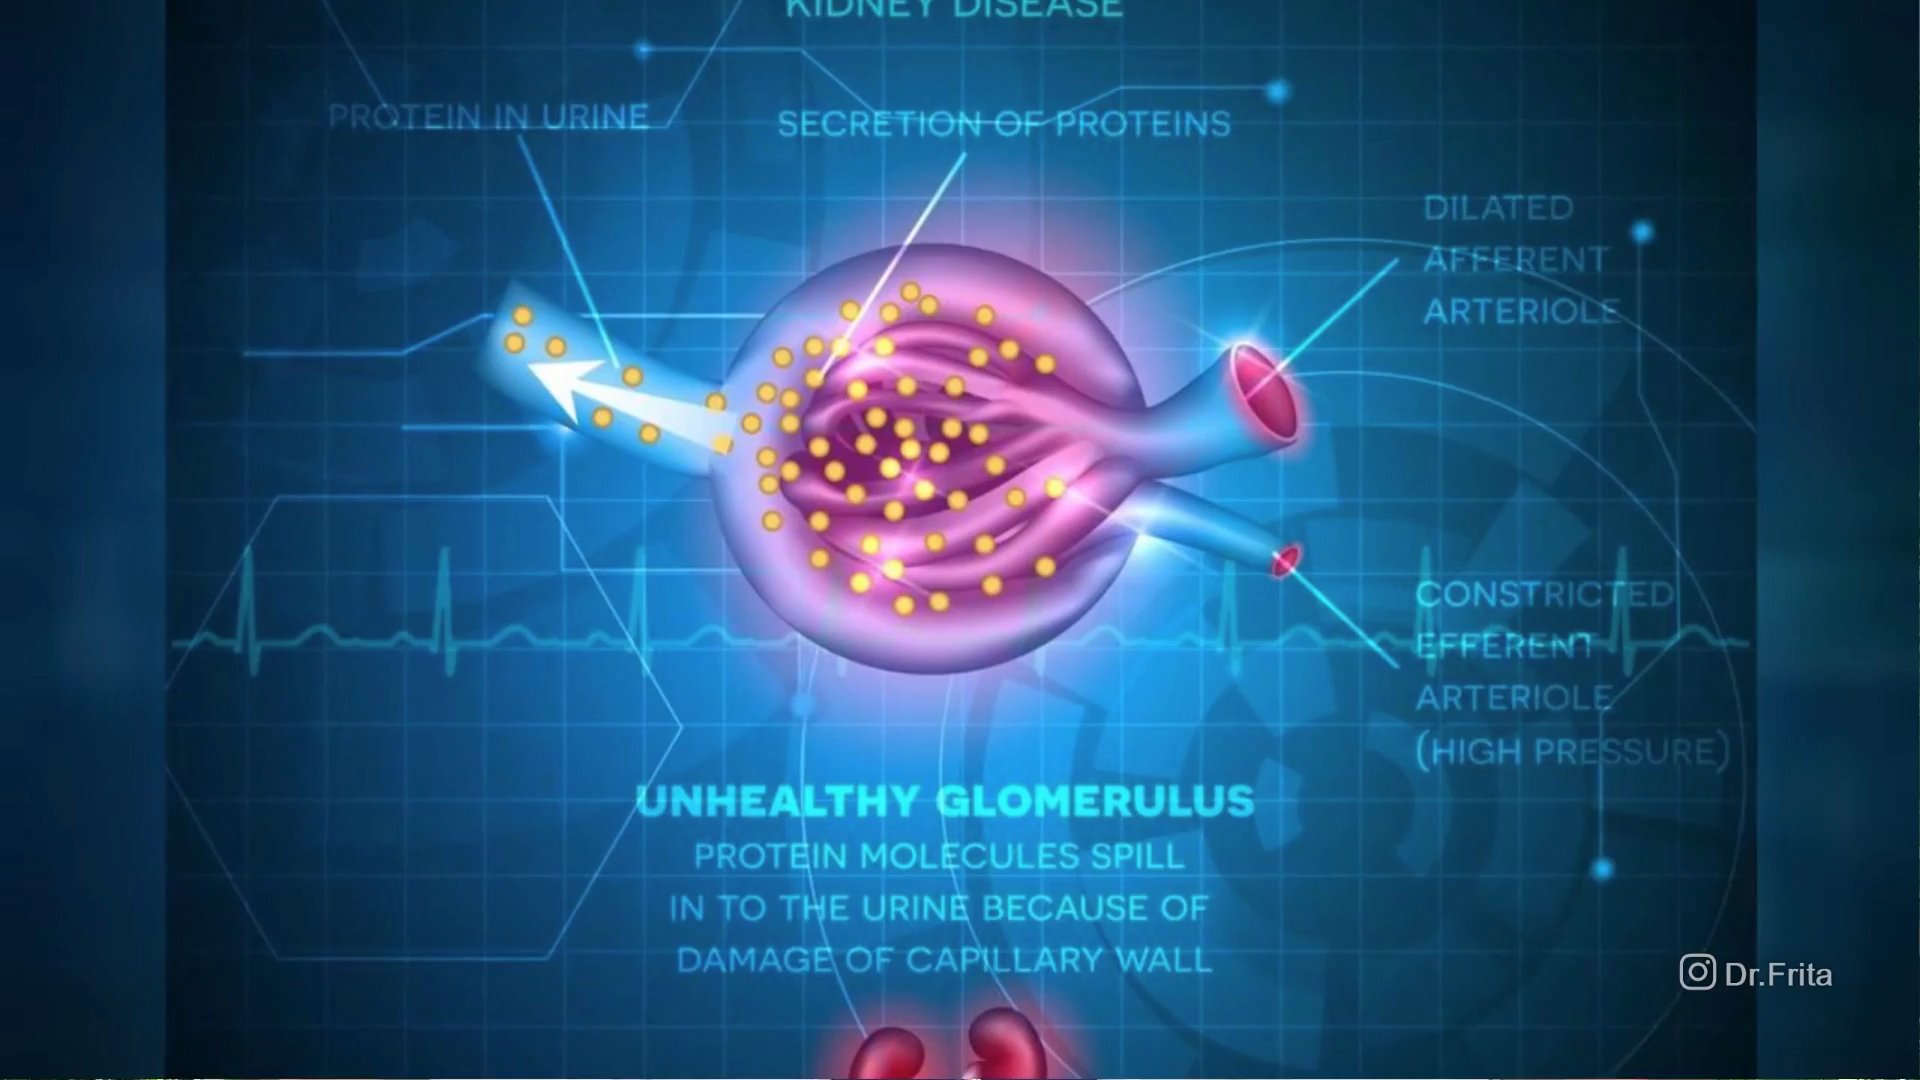 KIDNEY DISEASE
PROTEIN IN URINE
SECRETION OF PROTEINS
DILATED
AFFERENT
ARTERIOLE
CONSTRICTED
EFFERENT
ARTERIOLE
(HIGH PRESSURE)
UNHEALTHY GLOMERULUS
PROTEIN MOLECULES SPILL
IN TO THE URINE BECAUSE OF
DAMAGE OF CAPILLARY WALL
Dr.Frita